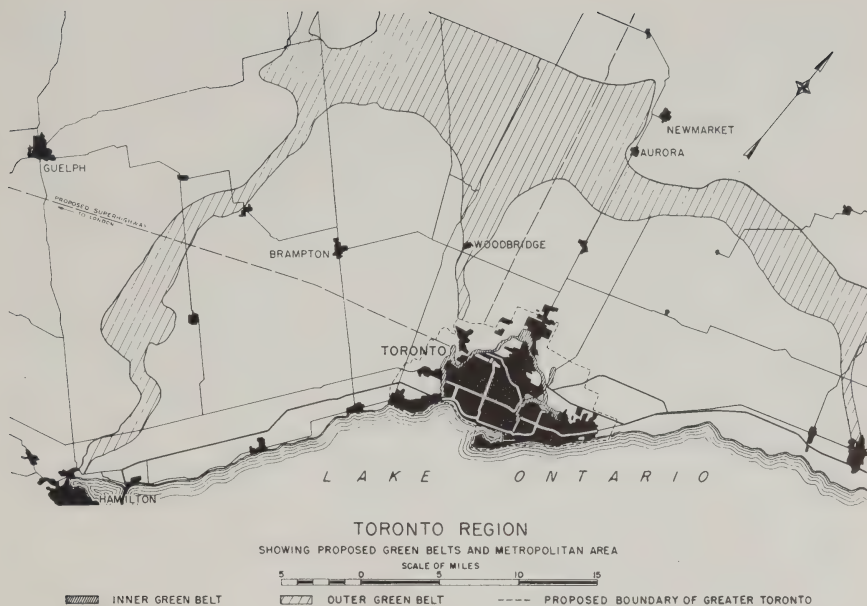 NEWMARKET
AURORA
GUELPH
PROPOSED SUPERHIGHWAY
TO LONDON
BRAMPTON
WOODBRIDGE
TORONTO
LAKE ONTARIO
HAMILTON
TORONTO REGION
SHOWING PROPOSED GREEN BELTS AND METROPOLITAN AREA
SCALE OF MILES
5 0 5 10 15
INNER GREEN BELT OUTER GREEN BELT PROPOSED BOUNDARY OF GREATER TORONTO